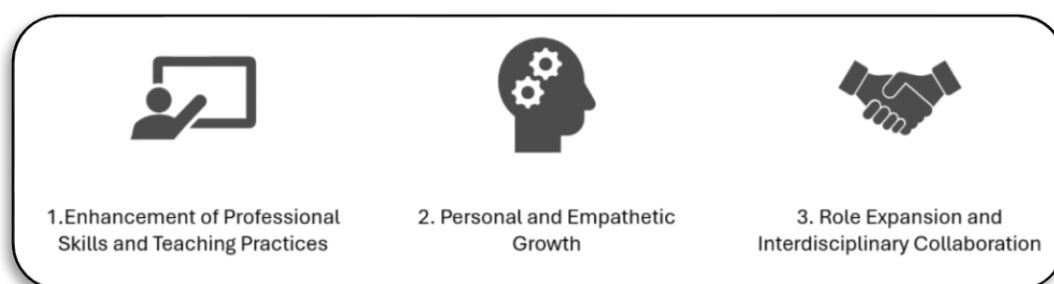 1.Enhancement of Professional
Skills and Teaching Practices
2. Personal and Empathetic
Growth
3. Role Expansion and
Interdisciplinary Collaboration